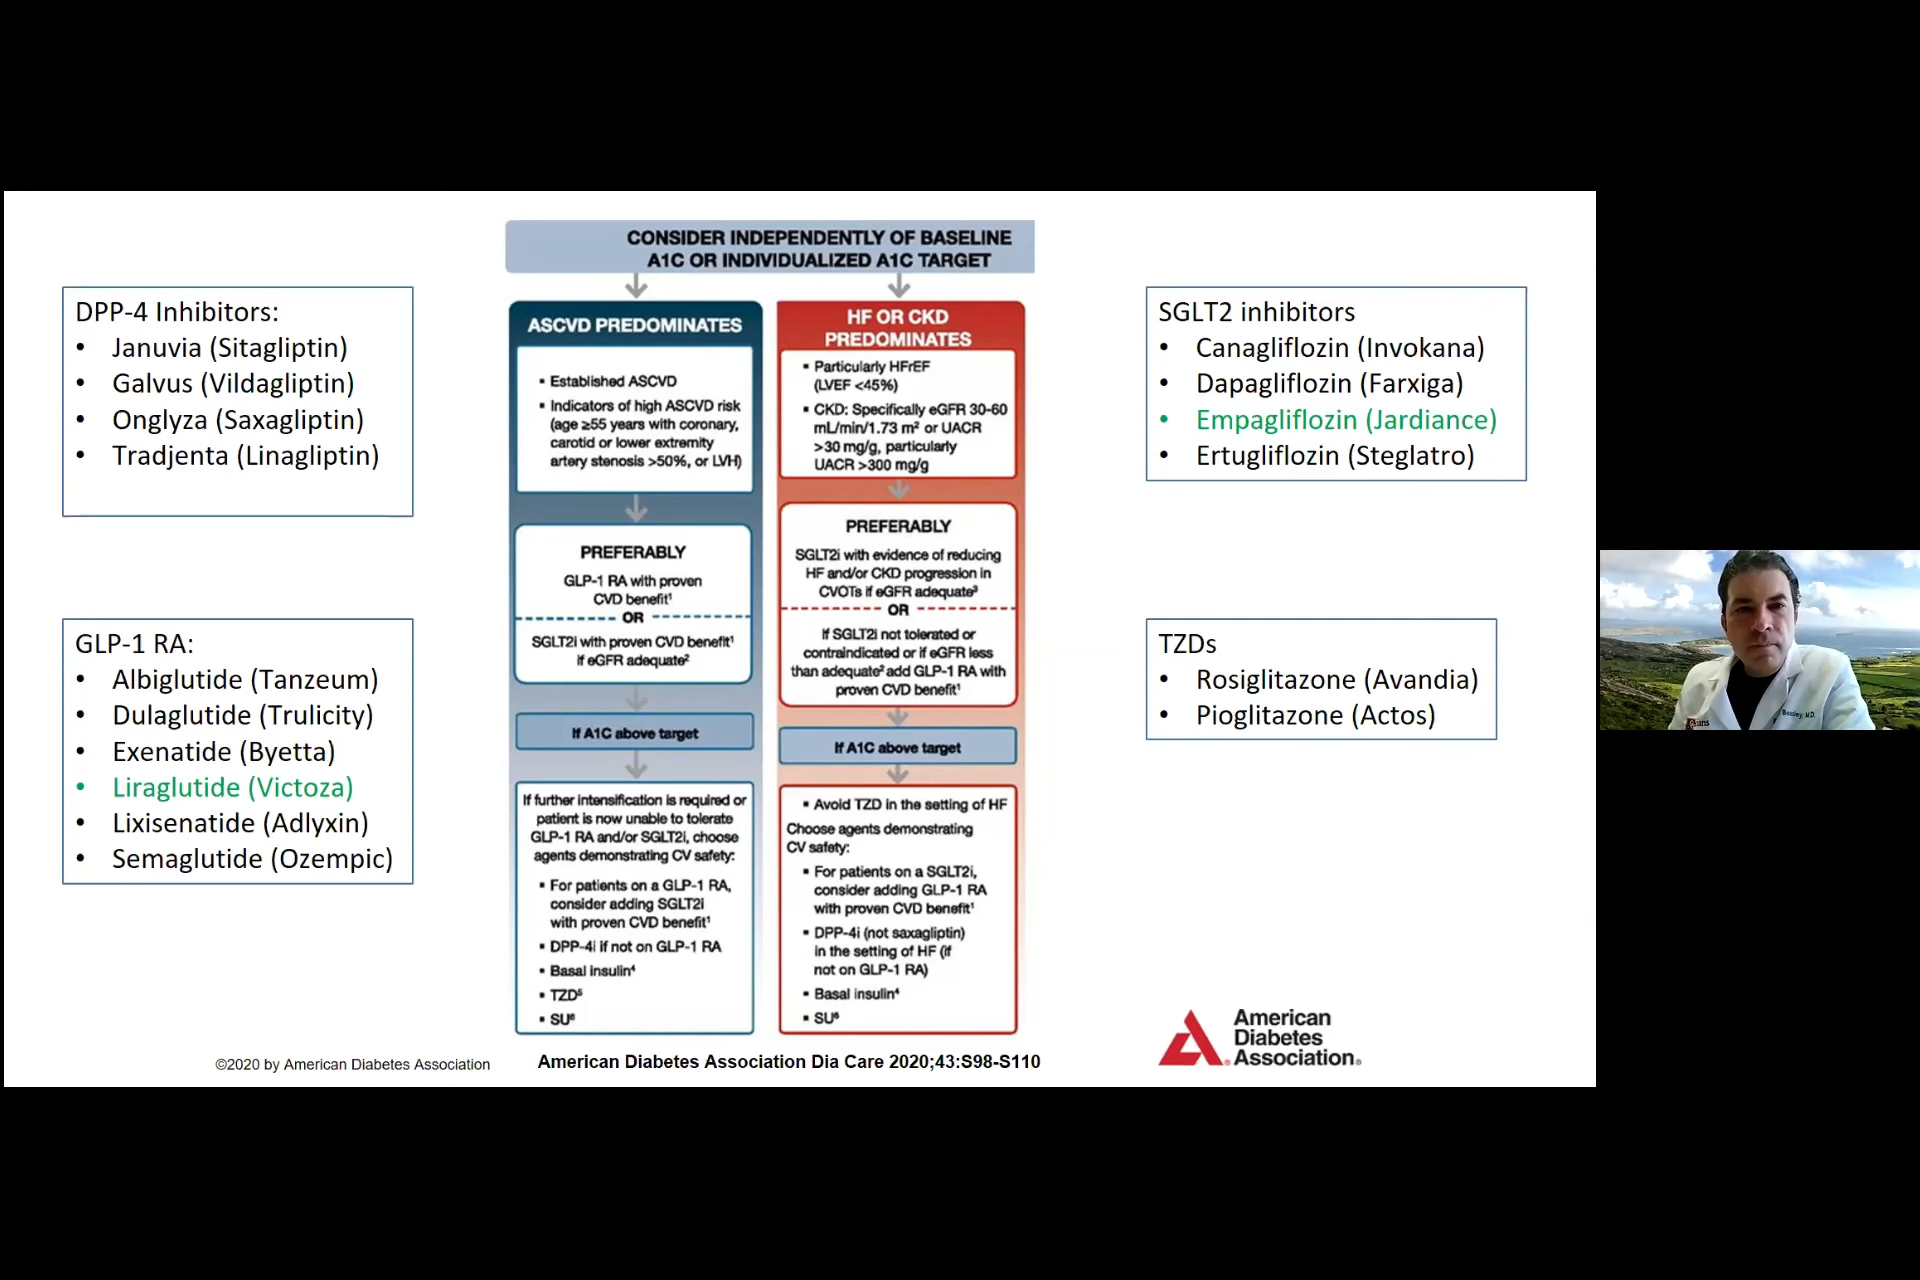 CONSIDER INDEPENDENTLY OF BASELINE
A1C OR INDIVIDUALIZED A1C TARGET
DPP-4 Inhibitors:
• Januvia (Sitagliptin)
• Galvus (Vildagliptin)
• Onglyza (Saxagliptin)
• Tradjenta (Linagliptin)
GLP-1 RA:
• Albiglutide (Tanzeum)
• Dulaglutide (Trulicity)
• Exenatide (Byetta)
• Liraglutide (Victoza)
• Lixisenatide (Adlyxin)
• Semaglutide (Ozempic)
ASCVD PREDOMINATES
▪ Established ASCVD
▪ Indicators of high ASCVD risk
(age ≥55 years with coronary,
carotid or lower extremity
artery stenosis >50%, or LVH)
PREFERABLY
GLP-1 RA with proven
CVD benefit¹
OR
SGLT2i with proven CVD benefit¹
if eGFR adequate²
If A1C above target
If further intensification is required or
patient is now unable to tolerate
GLP-1 RA and/or SGLT2i, choose
agents demonstrating CV safety:
▪ For patients on a GLP-1 RA,
consider adding SGLT2i
with proven CVD benefit¹
▪ DPP-4i if not on GLP-1 RA
▪ Basal insulin⁴
▪ TZD⁵
▪ SU⁶
HF OR CKD
PREDOMINATES
▪ Particularly HFrEF
(LVEF <45%)
▪ CKD: Specifically eGFR 30-60
mL/min/1.73 m² or UACR
>30 mg/g, particularly
UACR >300 mg/g
PREFERABLY
SGLT2i with evidence of reducing
HF and/or CKD progression in
CVOTs if eGFR adequate³
OR
If SGLT2i not tolerated or
contraindicated or if eGFR less
than adequate² add GLP-1 RA with
proven CVD benefit¹
If A1C above target
▪ Avoid TZD in the setting of HF
Choose agents demonstrating
CV safety:
▪ For patients on a SGLT2i,
consider adding GLP-1 RA
with proven CVD benefit¹
▪ DPP-4i (not saxagliptin)
in the setting of HF (if
not on GLP-1 RA)
▪ Basal insulin⁴
▪ SU⁶
SGLT2 inhibitors
• Canagliflozin (Invokana)
• Dapagliflozin (Farxiga)
• Empagliflozin (Jardiance)
• Ertugliflozin (Steglatro)
TZDs
• Rosiglitazone (Avandia)
• Pioglitazone (Actos)
©2020 by American Diabetes Association
American Diabetes Association Dia Care 2020;43:S98-S110
American
Diabetes
Association®
M.D.